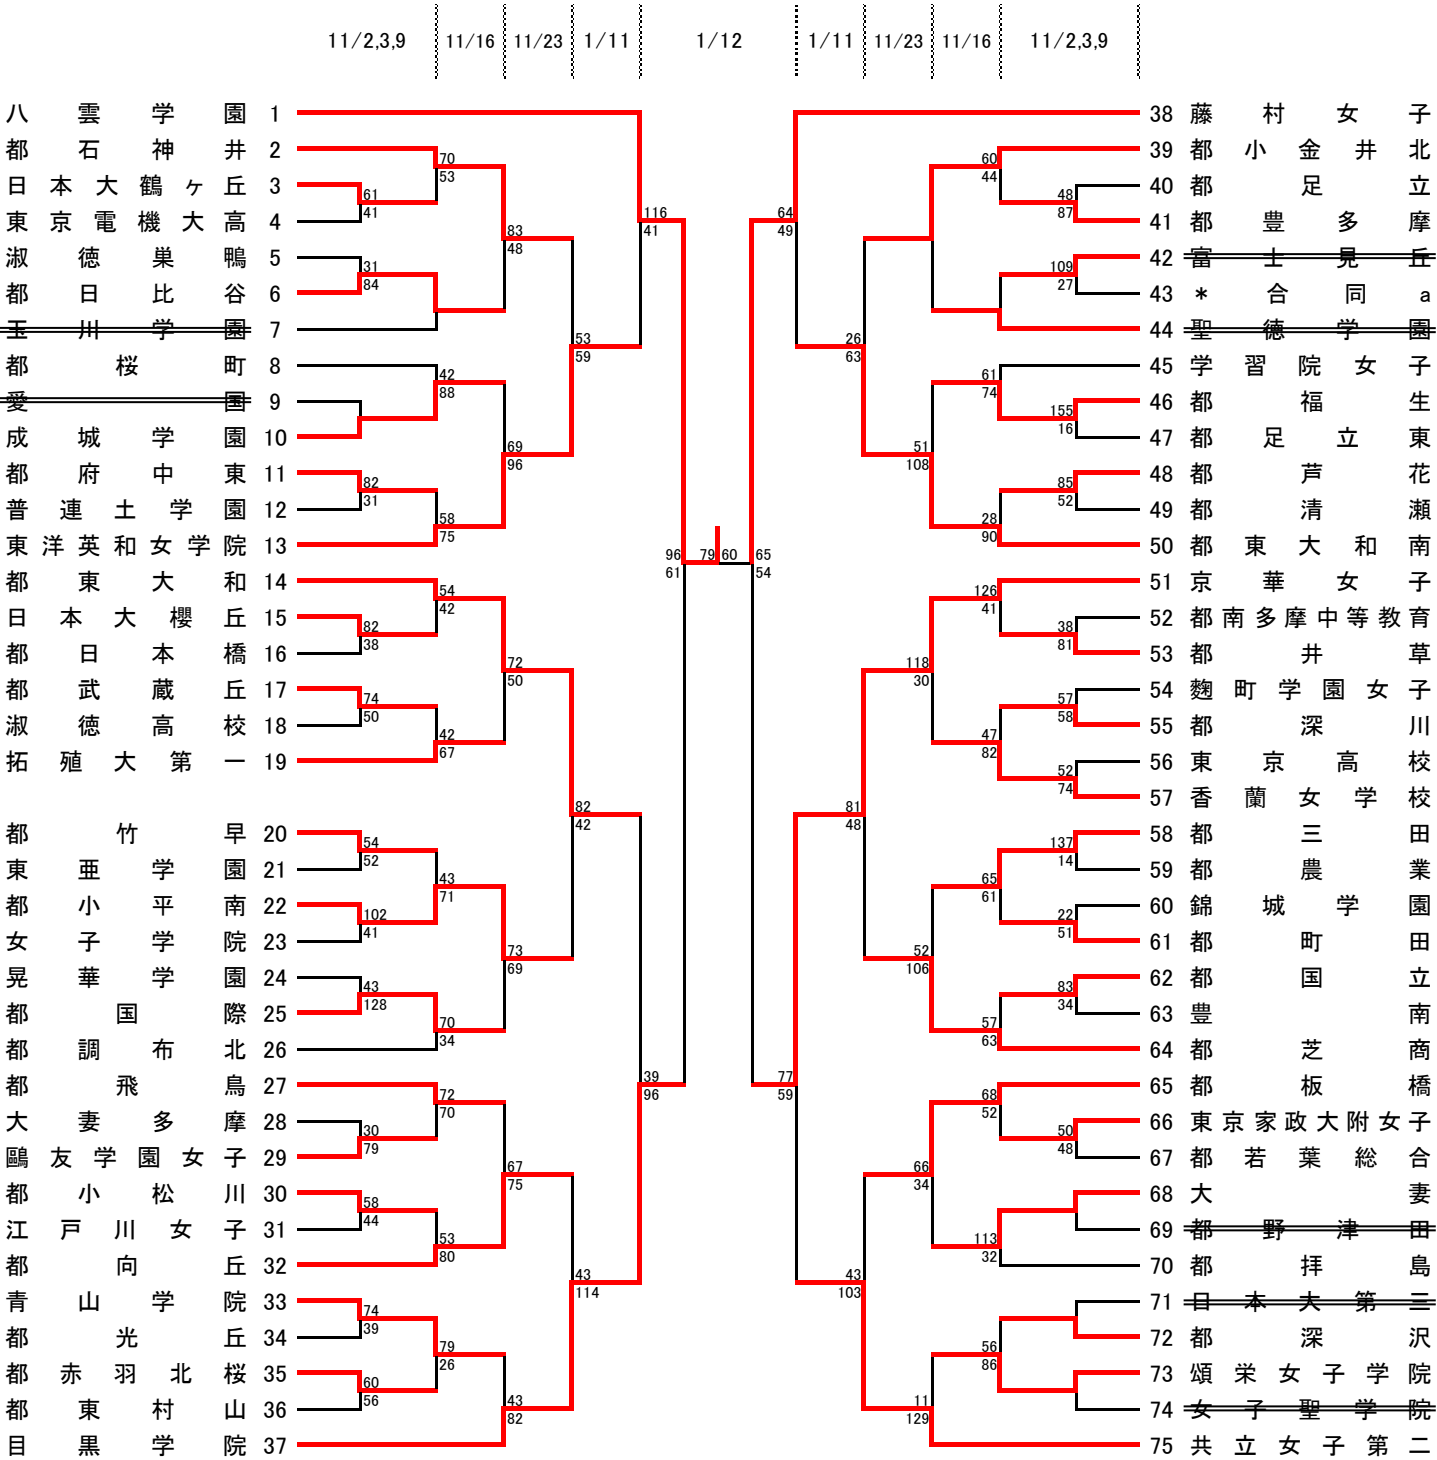 11/2,3,9 11/16 11/23 1/11 1/12 1/11 11/23 11/16 11/2,3,9
八雲学園 1
都石神井 2
日本大鶴ヶ丘 3
東京電機大高 4
淑徳巣鴨 5
都日比谷 6
玉川学園 7
都桜町 8
愛国 9
成城学園 10
都府中東 11
普連土学園 12
東洋英和女学院 13
都東大和 14
日本大櫻丘 15
都日本橋 16
都武蔵丘 17
淑徳高校 18
拓殖大第一 19
都竹早 20
東亜学園 21
都小平南 22
女子学院 23
晃華学園 24
都国際 25
都調布北 26
都飛鳥 27
大妻多摩 28
鷗友学園女子 29
都小松川 30
江戸川女子 31
都向丘 32
青山学院 33
都光丘 34
都赤羽北桜 35
都東村山 36
目黒学院 37
61
41
31
84
82
31
82
38
74
50
54
52
102
41
43
128
30
79
58
44
74
39
60
56
70
53
42
88
58
75
54
42
42
67
43
71
70
34
72
70
53
80
79
26
83
48
69
96
72
50
73
69
67
75
43
82
53
59
82
42
43
114
116
41
39
96
96
61
79 60
65
54
64
49
77
59
26
63
81
48
43
103
51
108
118
30
52
106
66
34
11
129
60
44
61
74
28
90
126
41
47
82
65
61
57
63
68
52
113
32
56
86
48
87
109
27
155
16
85
52
38
81
57
58
52
74
137
14
22
51
83
34
50
48
38 藤村女子
39 都小金井北
40 都足立
41 都豊多摩
42 富士見丘
43 *合同a
44 聖徳学園
45 学習院女子
46 都福生
47 都足立東
48 都芦花
49 都清瀬
50 都東大和南
51 京華女子
52 都南多摩中等教育
53 都井草
54 麴町学園女子
55 都深川
56 東京高校
57 香蘭女学校
58 都三田
59 都農業
60 錦城学園
61 都町田
62 都国立
63 豊南
64 都芝商
65 都板橋
66 東京家政大附女子
67 都若葉総合
68 大妻
69 都野津田
70 都拝島
71 日本大第三
72 都深沢
73 頌栄女子学院
74 女子聖学院
75 共立女子第二